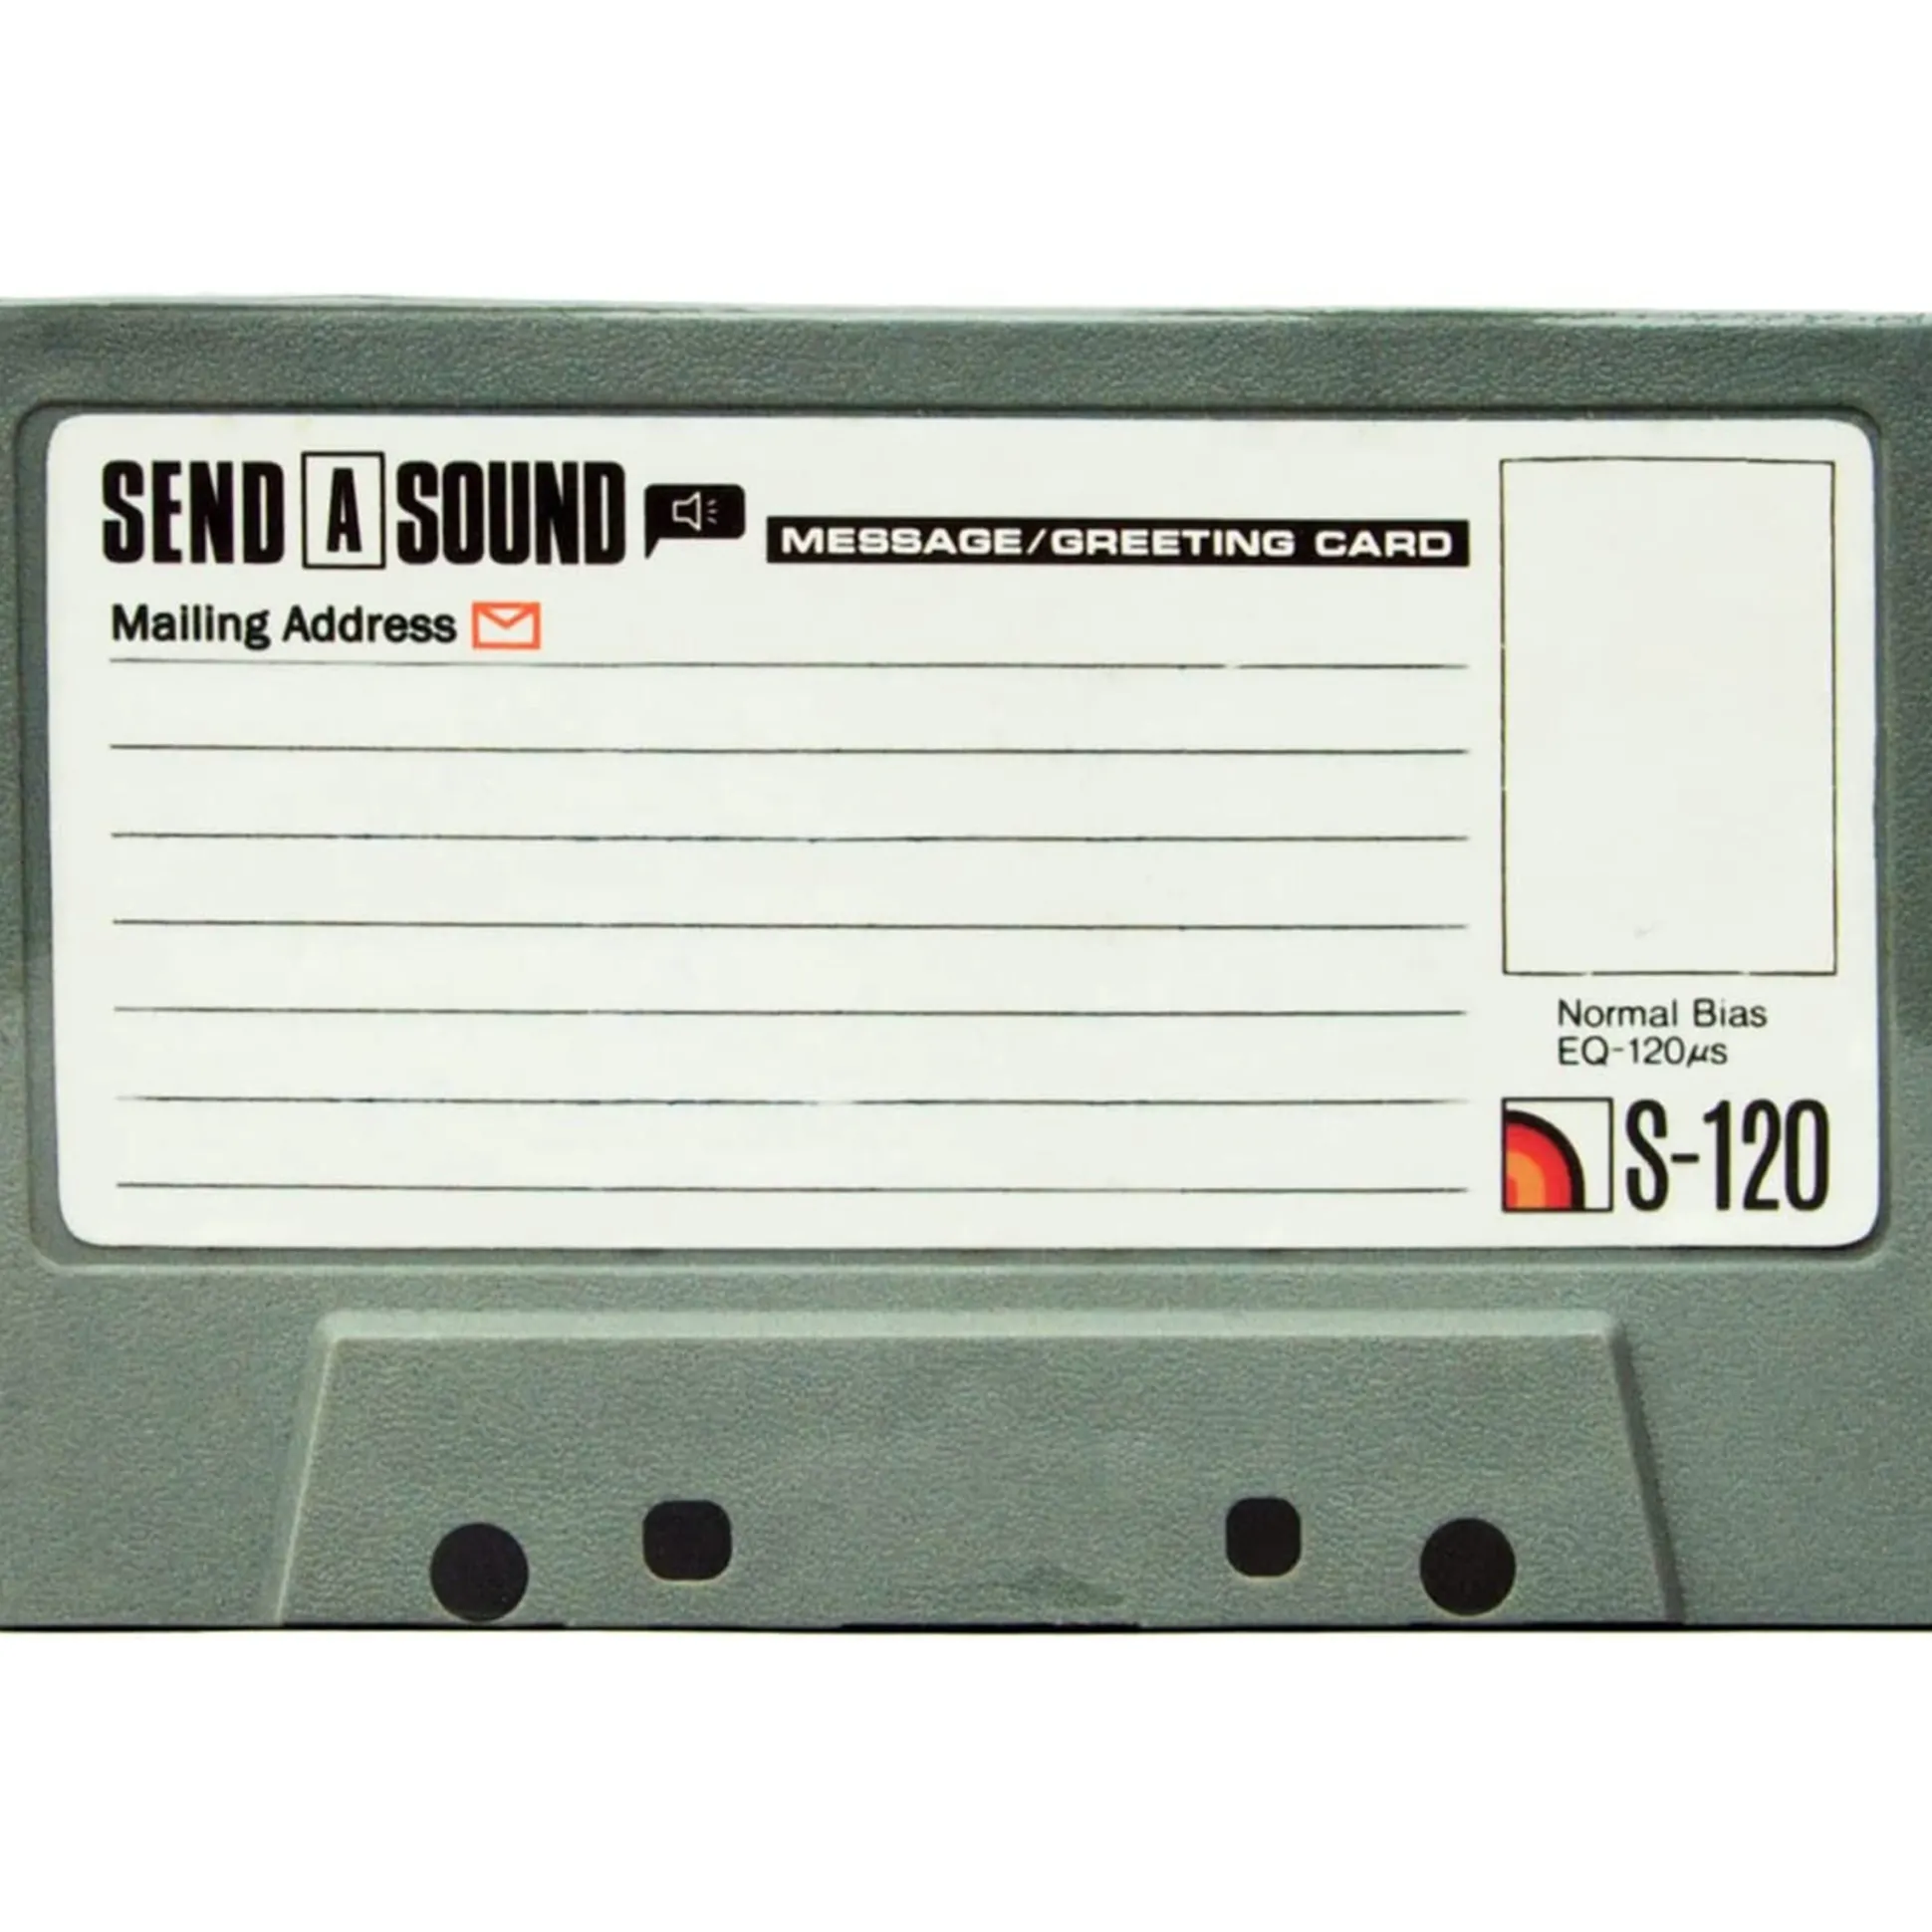 SEND A SOUND
MESSAGE/GREETING CARD
Mailing Address
Normal Bias
EQ-120µs
S-120